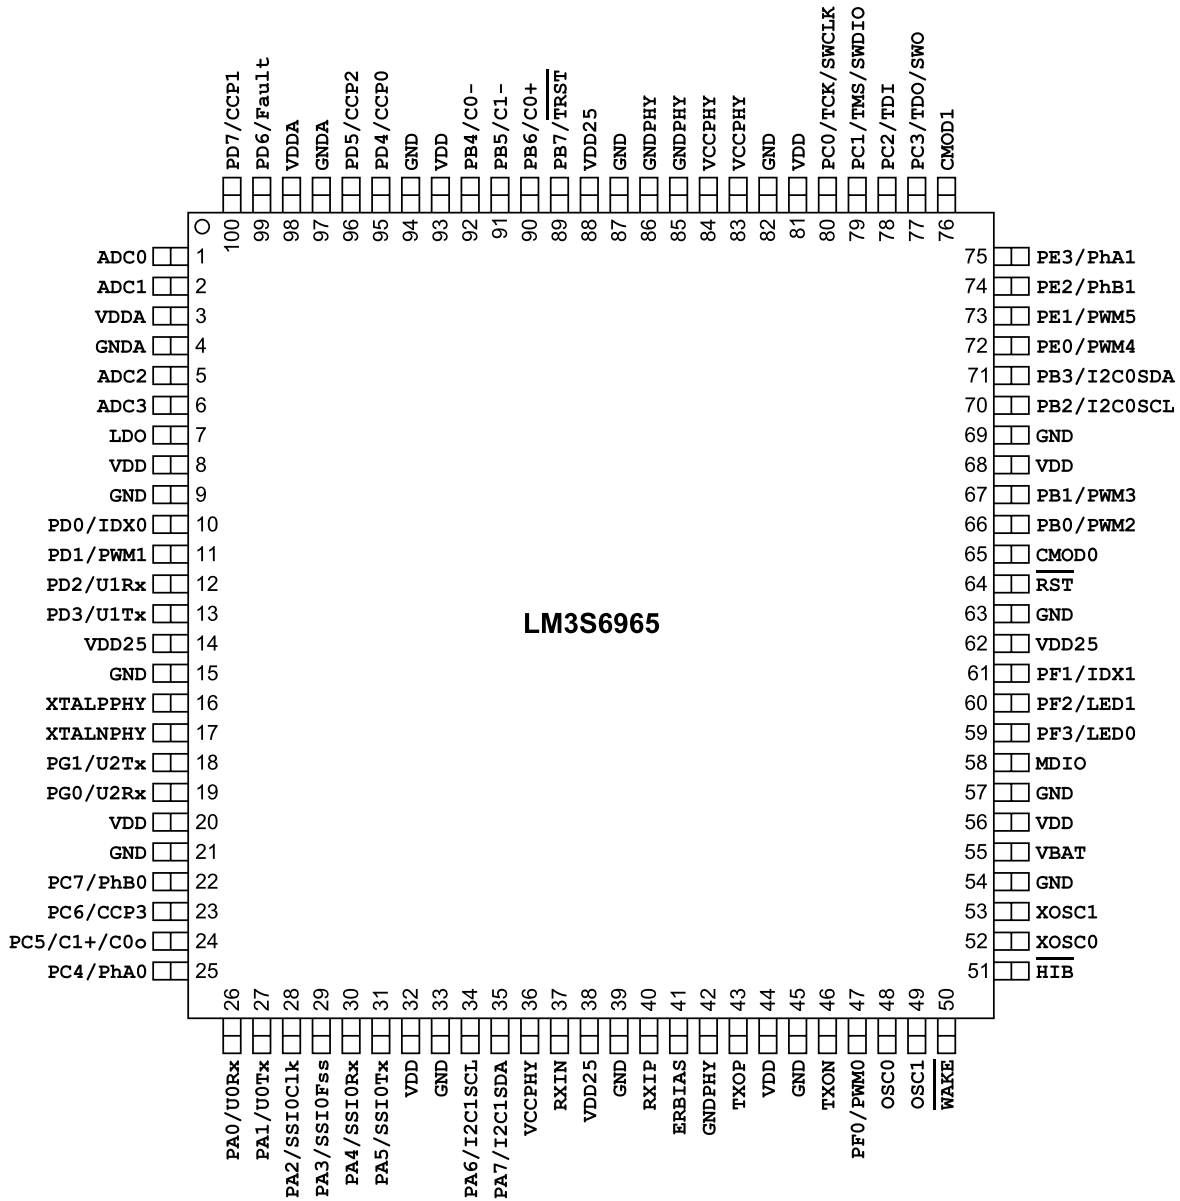 PD7/CCP1
PD6/Fault
VDDA
GNDA
PD5/CCP2
PD4/CCP0
GND
VDD
PB4/C0-
PB5/C1-
PB6/C0+
PB7/TRST
VDD25
GND
GNDPHY
GNDPHY
VCCPHY
VCCPHY
GND
VDD
PC0/TCK/SWCLK
PC1/TMS/SWDIO
PC2/TDI
PC3/TDO/SWO
CMOD1
100 99 98 97 96 95 94 93 92 91 90 89 88 87 86 85 84 83 82 81 80 79 78 77 76
ADC0 1
ADC1 2
VDDA 3
GNDA 4
ADC2 5
ADC3 6
LDO 7
VDD 8
GND 9
PD0/IDX0 10
PD1/PWM1 11
PD2/U1Rx 12
PD3/U1Tx 13
VDD25 14
GND 15
XTALPPHY 16
XTALNPHY 17
PG1/U2Tx 18
PG0/U2Rx 19
VDD 20
GND 21
PC7/PhB0 22
PC6/CCP3 23
PC5/C1+/C0o 24
PC4/PhA0 25
LM3S6965
75 PE3/PhA1
74 PE2/PhB1
73 PE1/PWM5
72 PE0/PWM4
71 PB3/I2C0SDA
70 PB2/I2C0SCL
69 GND
68 VDD
67 PB1/PWM3
66 PB0/PWM2
65 CMOD0
64 RST
63 GND
62 VDD25
61 PF1/IDX1
60 PF2/LED1
59 PF3/LED0
58 MDIO
57 GND
56 VDD
55 VBAT
54 GND
53 XOSC1
52 XOSC0
51 HIB
26 27 28 29 30 31 32 33 34 35 36 37 38 39 40 41 42 43 44 45 46 47 48 49 50
PA0/U0Rx
PA1/U0Tx
PA2/SSI0Clk
PA3/SSI0Fss
PA4/SSI0Rx
PA5/SSI0Tx
VDD
GND
PA6/I2C1SCL
PA7/I2C1SDA
VCCPHY
RXIN
VDD25
GND
RXIP
ERBIAS
GNDPHY
TXOP
VDD
GND
TXON
PF0/PWM0
OSC0
OSC1
WAKE